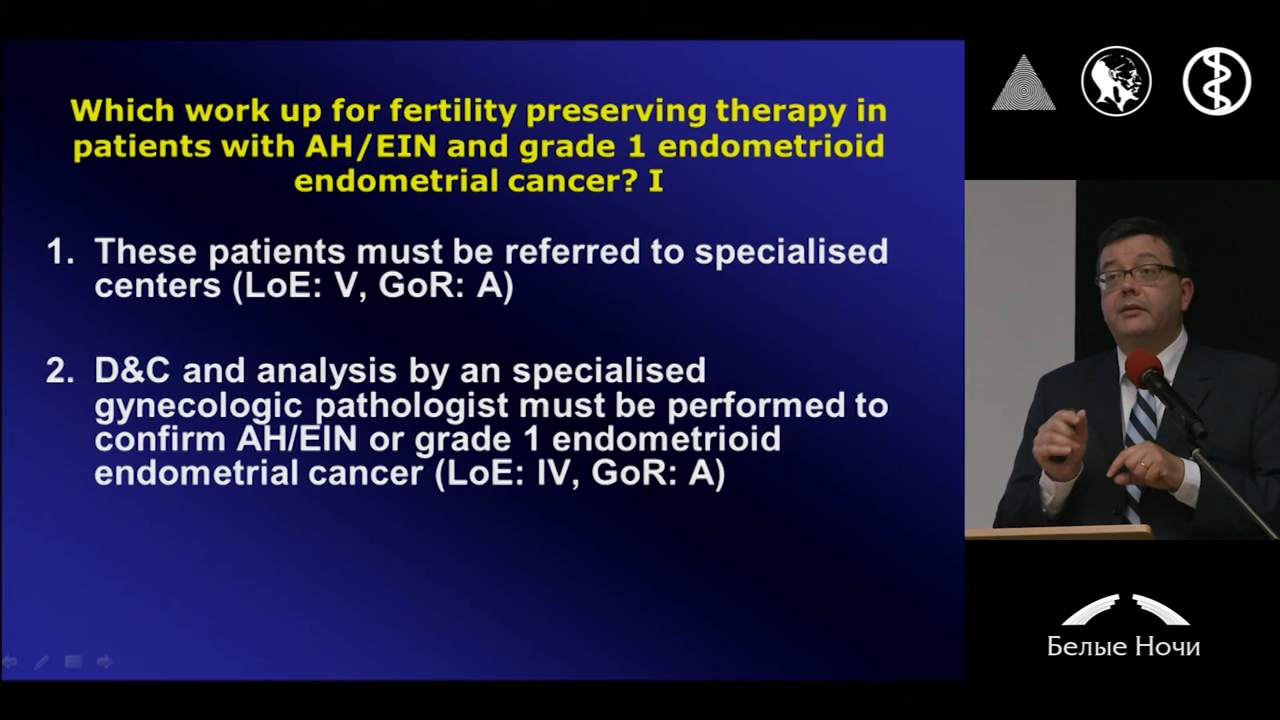 Which work up for fertility preserving therapy in
patients with AH/EIN and grade 1 endometrioid
endometrial cancer? I
1. These patients must be referred to specialised
centers (LoE: V, GoR: A)
2. D&C and analysis by an specialised
gynecologic pathologist must be performed to
confirm AH/EIN or grade 1 endometrioid
endometrial cancer (LoE: IV, GoR: A)
Белые Ночи